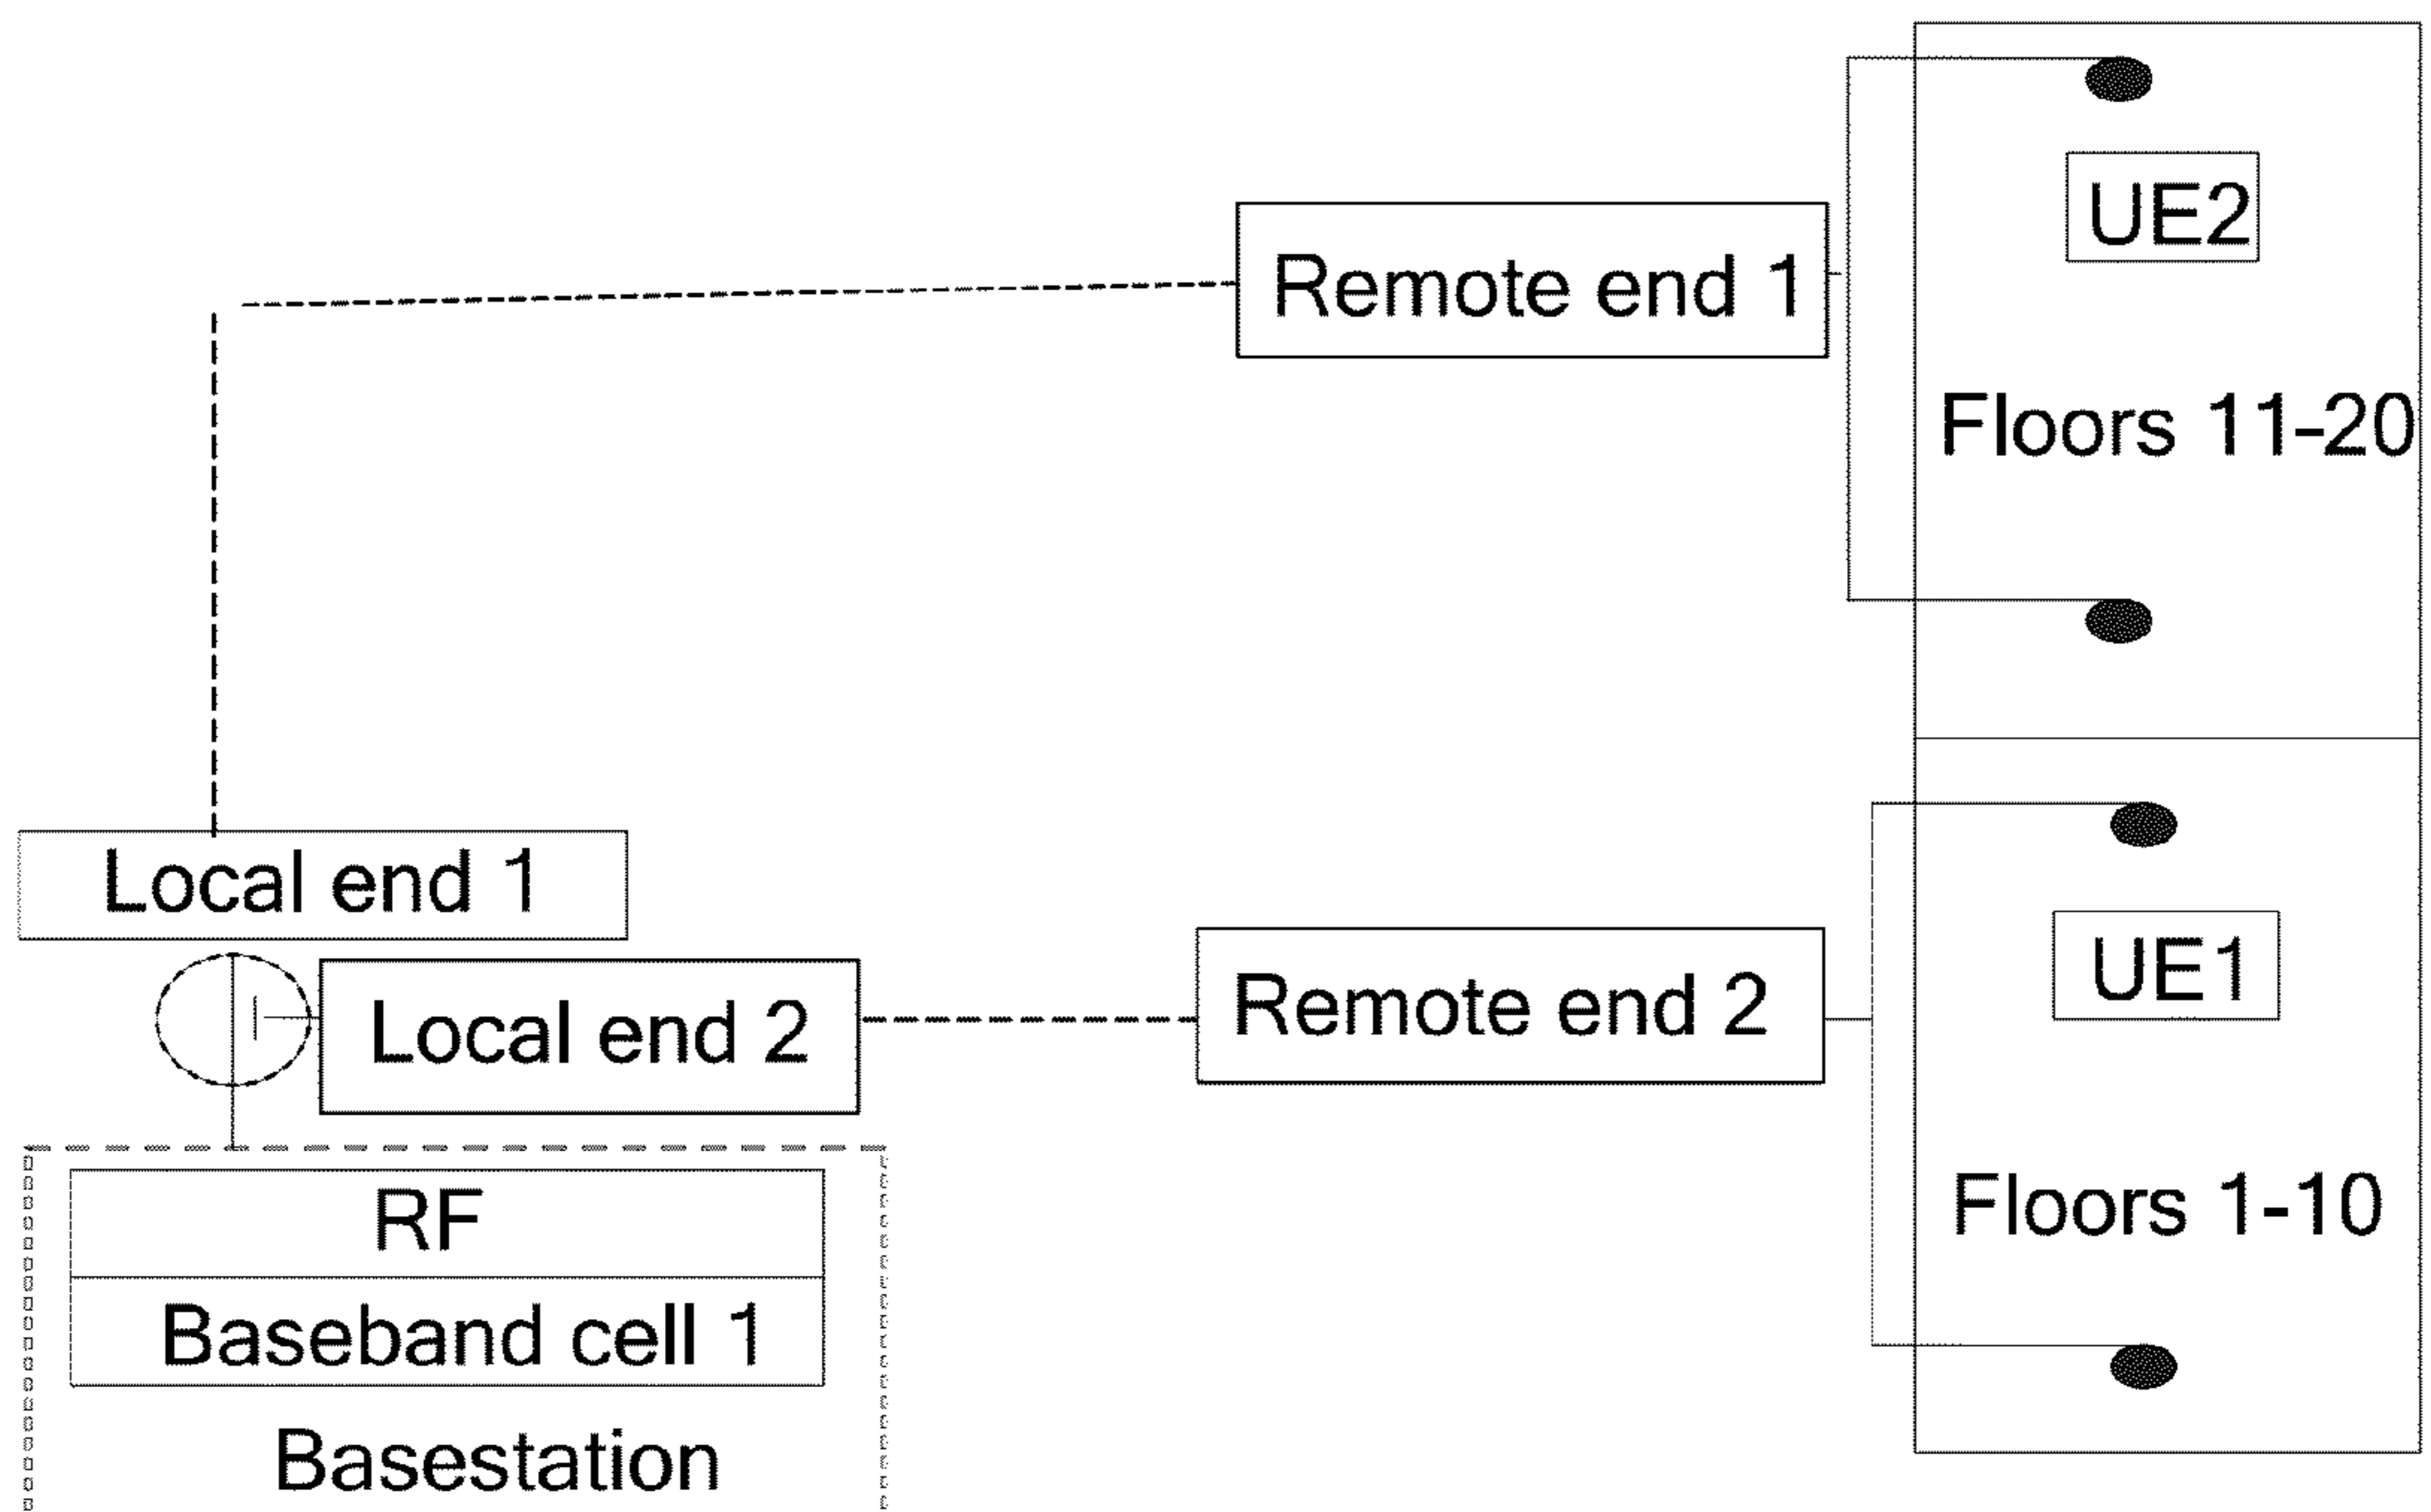 UE2
Remote end 1
Floors 11-20
Local end 1
UE1
Local end 2
Remote end 2
RF
Floors 1-10
Baseband cell 1
Basestation